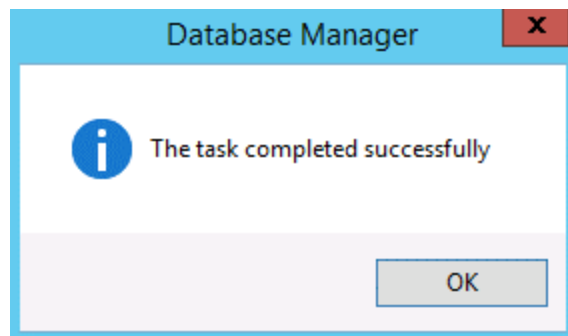 Database Manager
X
The task completed successfully
OK